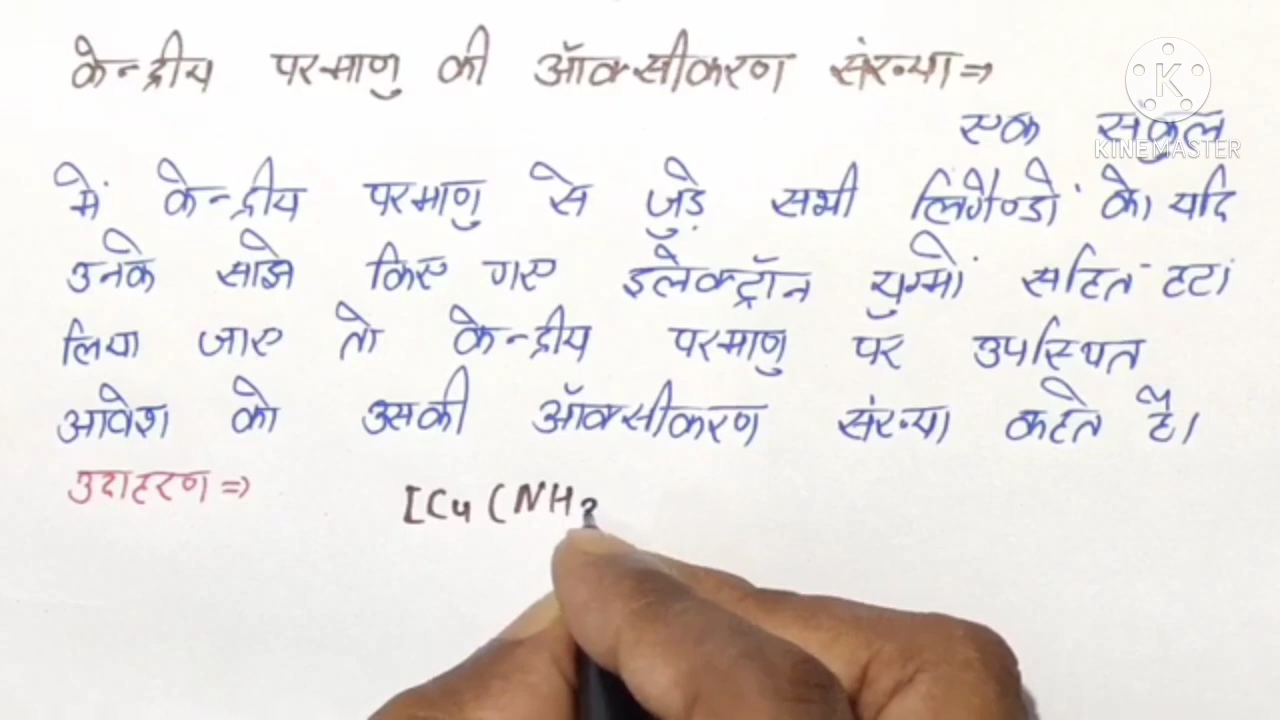 केन्द्रीय परमाणु की ऑक्सीकरण संख्या ⇒
K
KINEMASTER
एक संकुल
में केन्द्रीय परमाणु से जुड़े सभी लिंगैण्डों को यदि
उनके साझे किए गए इलेक्ट्रॉन युग्मों सहित हटा
लिया जाए तो केन्द्रीय परमाणु पर उपस्थित
आवेश को उसकी ऑक्सीकरण संख्या कहते है।
उदाहरण ⇒ [Cu (NH3